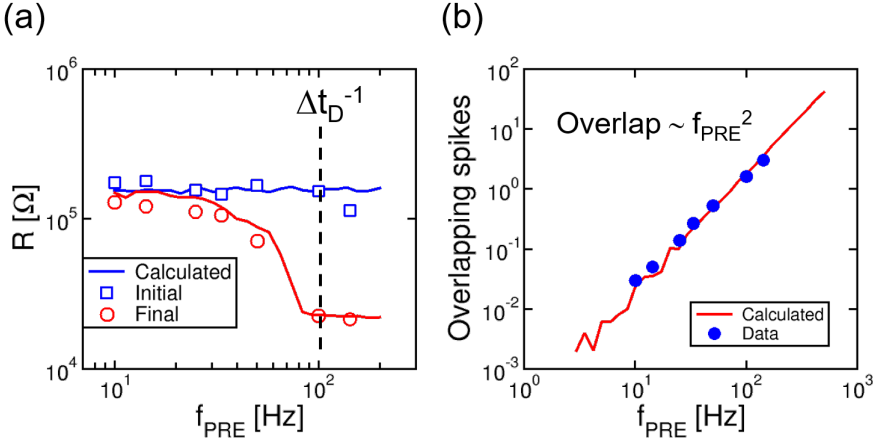 (a)
10^6
Δt_D^-1
R [Ω]
10^5
Calculated
Initial
Final
10^4
10^1
10^2
f_PRE [Hz]
(b)
10^2
Overlap ~ f_PRE^2
10^1
Overlapping spikes
10^0
10^-1
10^-2
Calculated
Data
10^-3
10^0
10^1
10^2
10^3
f_PRE [Hz]